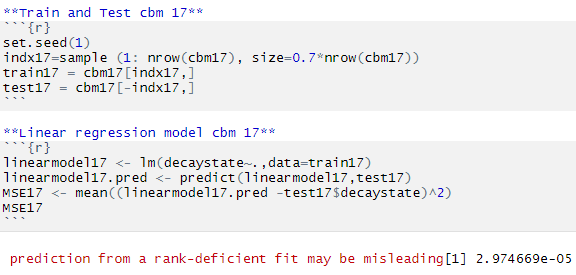 **Train and Test cbm 17**
```{r}
set.seed(1)
indx17=sample (1: nrow(cbm17), size=0.7*nrow(cbm17))
train17 = cbm17[indx17,]
test17 = cbm17[-indx17,]
```
**Linear regression model cbm 17**
```{r}
linearmodel17 <- lm(decaystate~.,data=train17)
linearmodel17.pred <- predict(linearmodel17,test17)
MSE17 <- mean((linearmodel17.pred -test17$decaystate)^2)
MSE17
```
prediction from a rank-deficient fit may be misleading[1] 2.974669e-05